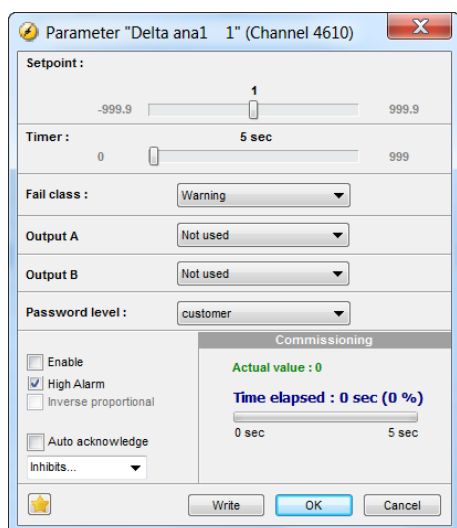 Parameter "Delta ana1    1" (Channel 4610)
Setpoint :
1
-999.9
999.9
Timer :
5 sec
0
999
Fail class :
Warning
Output A
Not used
Output B
Not used
Password level :
customer
Commissioning
Enable
High Alarm
Inverse proportional
Auto acknowledge
Inhibits...
Actual value : 0
Time elapsed : 0 sec (0 %)
0 sec
5 sec
Write
OK
Cancel